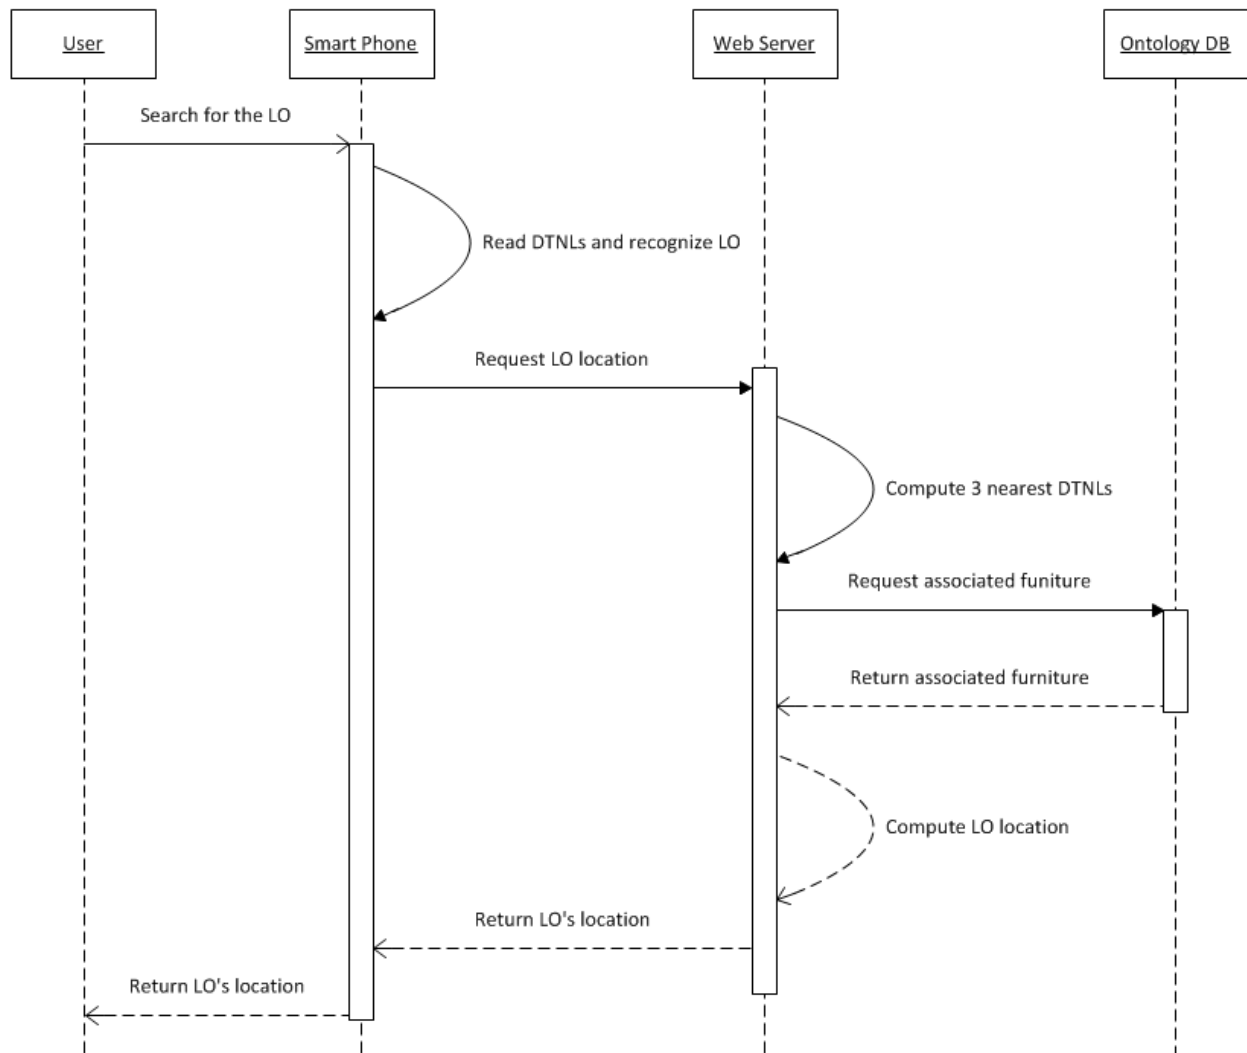 User
Smart Phone
Web Server
Ontology DB
Search for the LO
Read DTNLs and recognize LO
Request LO location
Compute 3 nearest DTNLs
Request associated funiture
Return associated furniture
Compute LO location
Return LO's location
Return LO's location